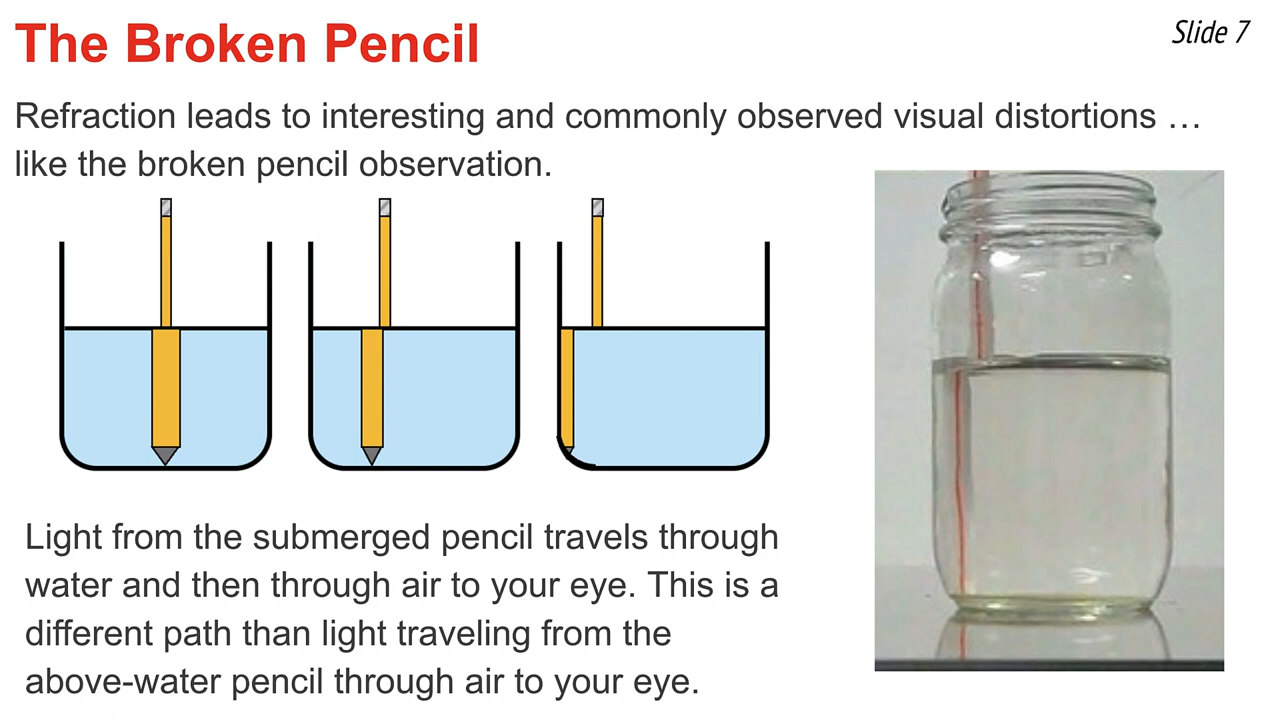 The Broken Pencil
Slide 7
Refraction leads to interesting and commonly observed visual distortions …
like the broken pencil observation.
Light from the submerged pencil travels through
water and then through air to your eye. This is a
different path than light traveling from the
above-water pencil through air to your eye.